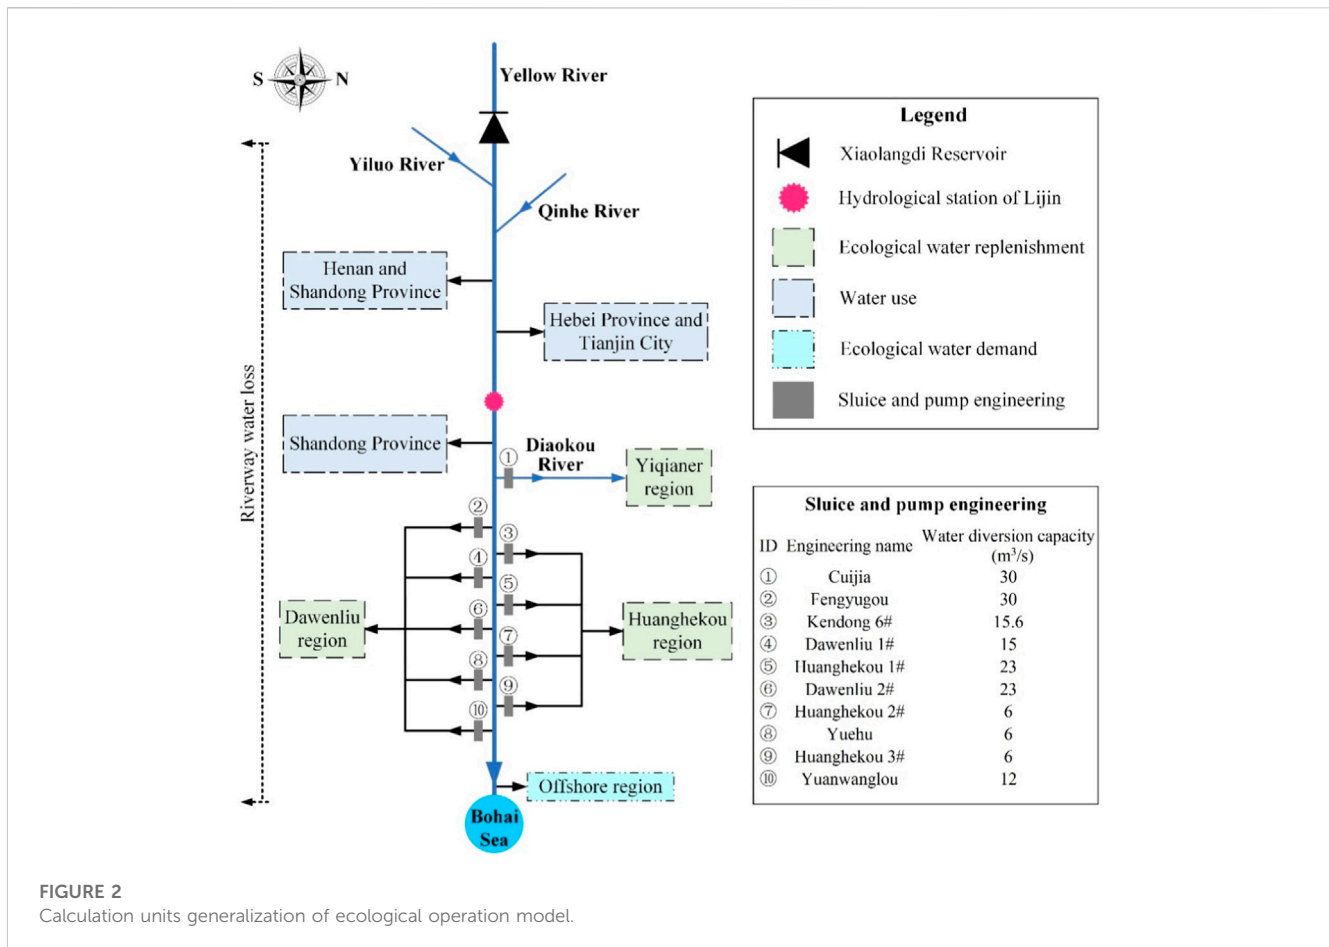 S
N
Yellow River
Yiluo River
Qinhe River
Henan and
Shandong Province
Hebei Province and
Tianjin City
Riverway water loss
Shandong Province
①
Diaokou
River
Yiqianer
region
②
③
④
⑤
⑥
⑦
⑧
⑨
⑩
Dawenliu
region
Huanghekou
region
Offshore region
Bohai
Sea
Legend
Xiaolangdi Reservoir
Hydrological station of Lijin
Ecological water replenishment
Water use
Ecological water demand
Sluice and pump engineering
Sluice and pump engineering
ID Engineering name Water diversion capacity (m³/s)
① Cuijia 30
② Fengyugou 30
③ Kendong 6# 15.6
④ Dawenliu 1# 15
⑤ Huanghekou 1# 23
⑥ Dawenliu 2# 23
⑦ Huanghekou 2# 6
⑧ Yuehu 6
⑨ Huanghekou 3# 6
⑩ Yuanwanglou 12
FIGURE 2
Calculation units generalization of ecological operation model.